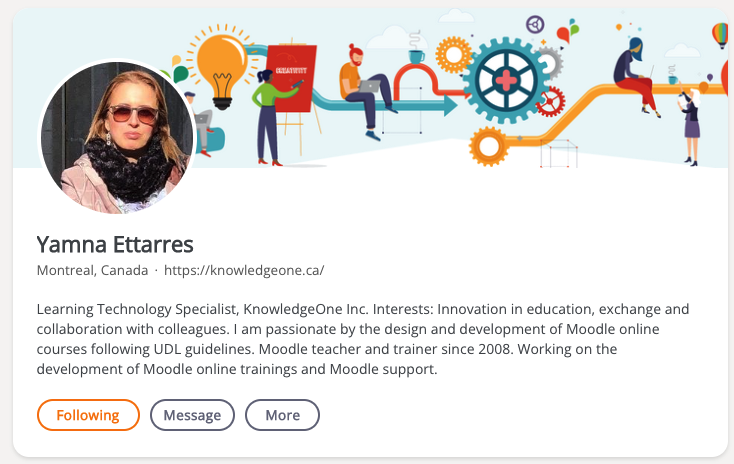 CREATIVITY
Yamna Ettarres
Montreal, Canada · https://knowledgeone.ca/
Learning Technology Specialist, KnowledgeOne Inc. Interests: Innovation in education, exchange and
collaboration with colleagues. I am passionate by the design and development of Moodle online
courses following UDL guidelines. Moodle teacher and trainer since 2008. Working on the
development of Moodle online trainings and Moodle support.
Following Message More